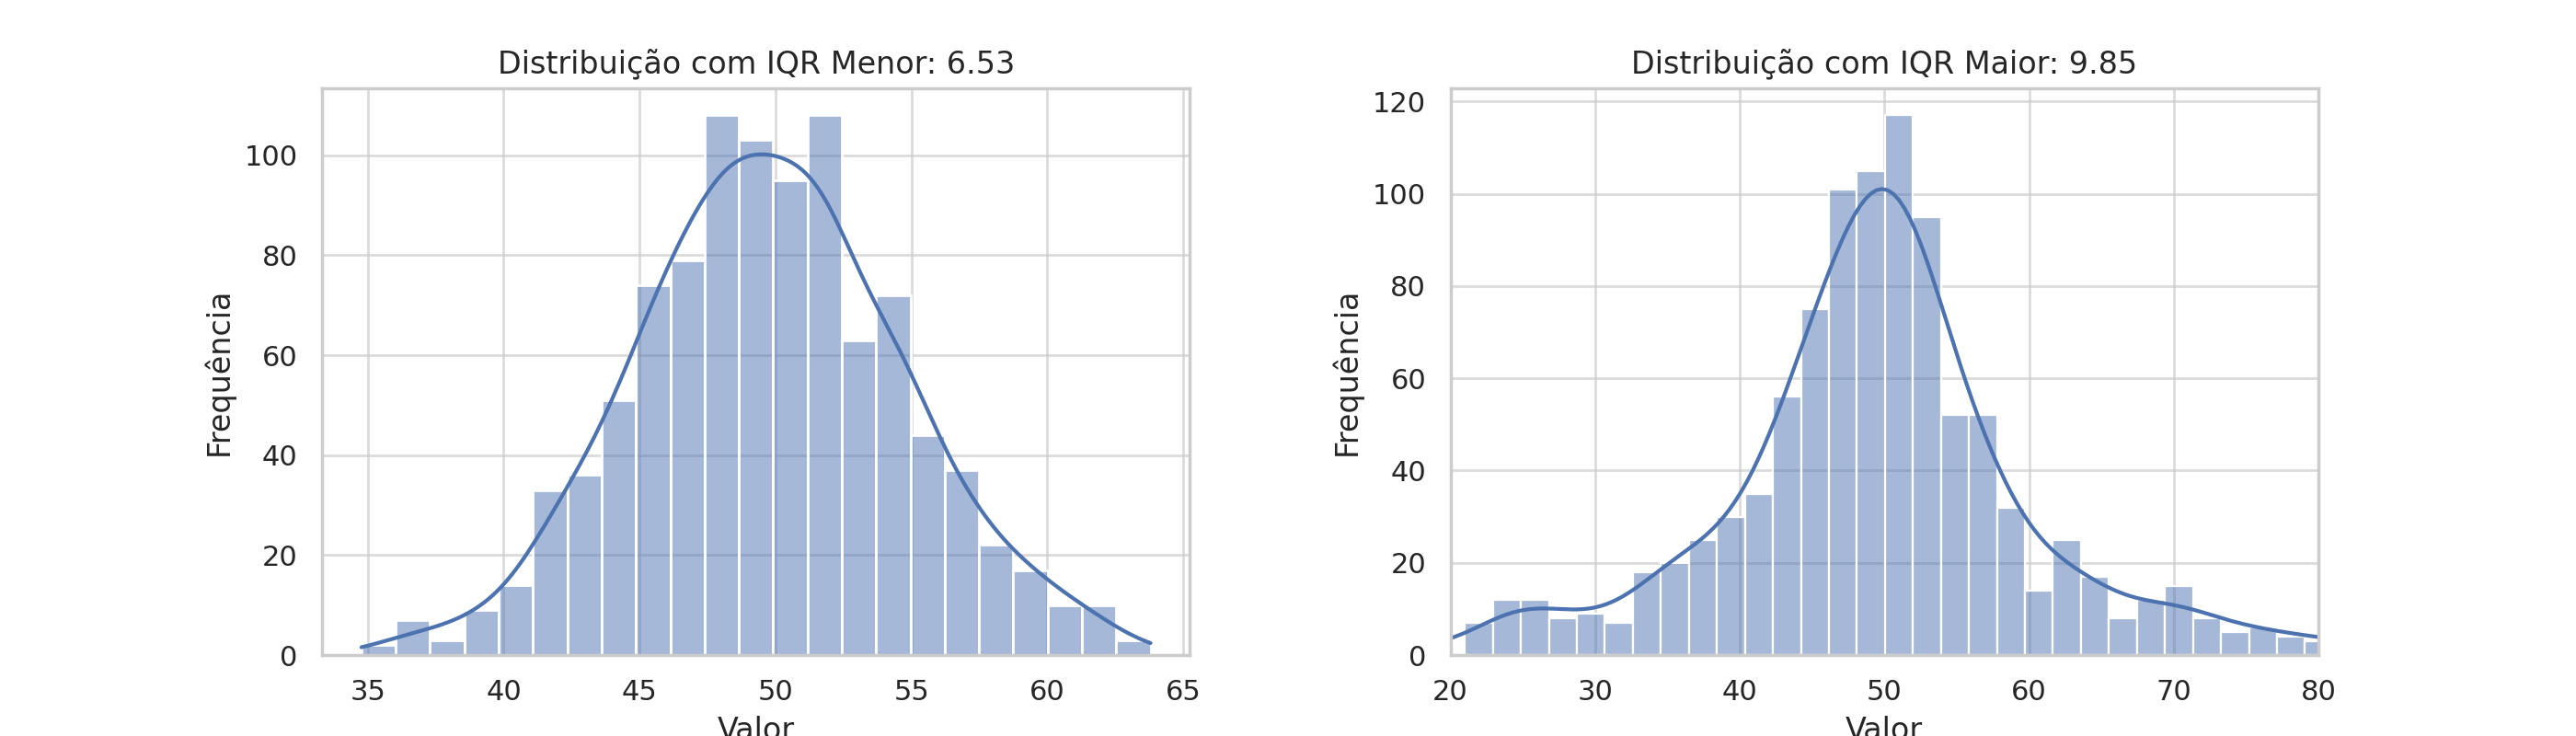 Distribuição com IQR Menor: 6.53
Frequência
100
80
60
40
20
0
35 40 45 50 55 60 65
Valor
Distribuição com IQR Maior: 9.85
Frequência
120
100
80
60
40
20
0
20 30 40 50 60 70 80
Valor